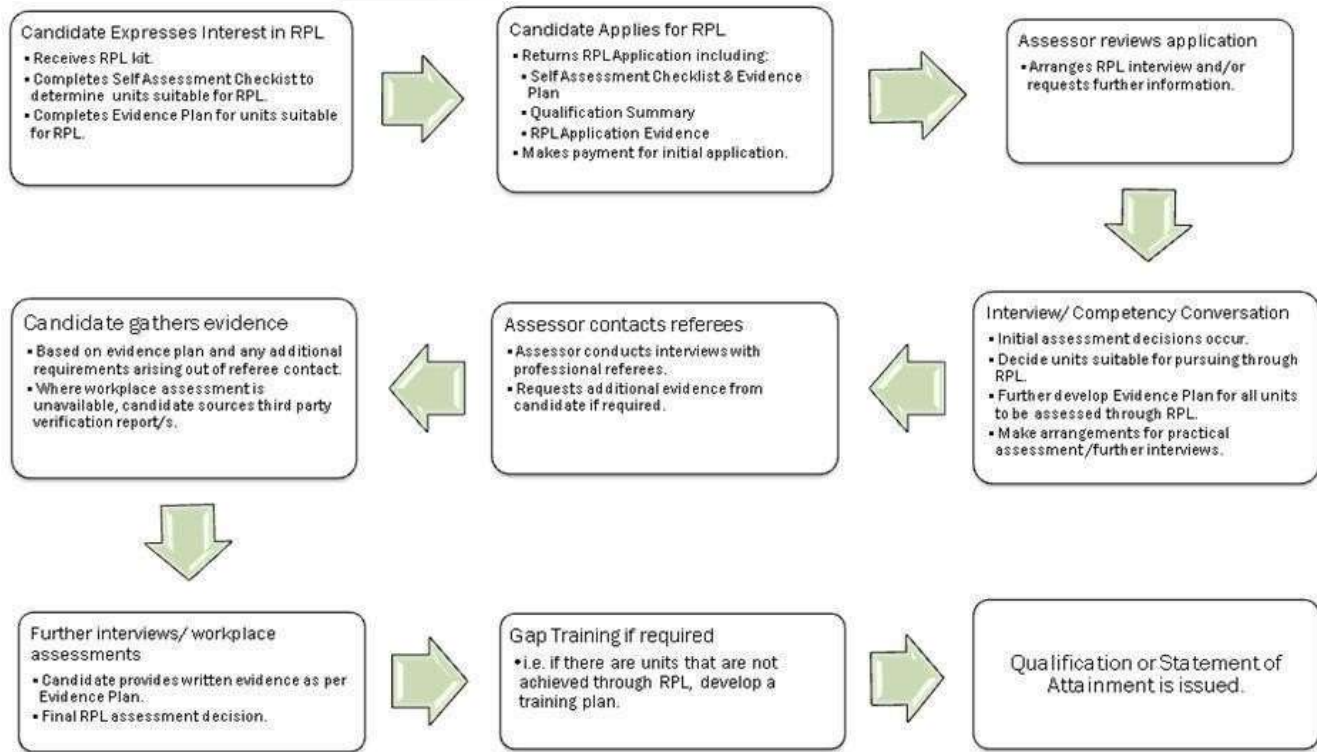 Candidate Expresses Interest in RPL
▪ Receives RPL kit.
▪ Completes Self Assessment Checkist to
determine units suitable for RPL.
▪ Completes Evidence Plan for units suitable
for RPL.
Candidate Applies for RPL
▪ Returns RPL Application including:
▪ Self Assessment Checklist & Evidence
Plan
▪ Qualification Summary
▪ RPL Application Evidence
▪ Makes payment for initial application.
Assessor reviews application
▪ Arranges RPL interview and/or
requests further information.
Interview/ Competency Conversation
▪ Initial assessment decisions occur.
▪ Decide units suitable for pursuing through
RPL.
▪ Further develop Evidence Plan for all units
to be assessed through RPL.
▪ Make arrangements for practical
assessment/further interviews.
Assessor contacts referees
▪ Assessor conducts interviews with
professional referees.
▪ Requests additional evidence from
candidate if required.
Candidate gathers evidence
▪ Based on evidence plan and any additional
requirements arising out of referee contact.
▪ Where workplace assessment is
unavailable, candidate sources third party
verification report/s.
Further interviews/ workplace
assessments
▪ Candidate provides written evidence as per
Evidence Plan.
▪ Final RPL assessment decision.
Gap Training if required
▪ i.e. if there are units that are not
achieved through RPL, develop a
training plan.
Qualification or Statement of
Attainment is issued.